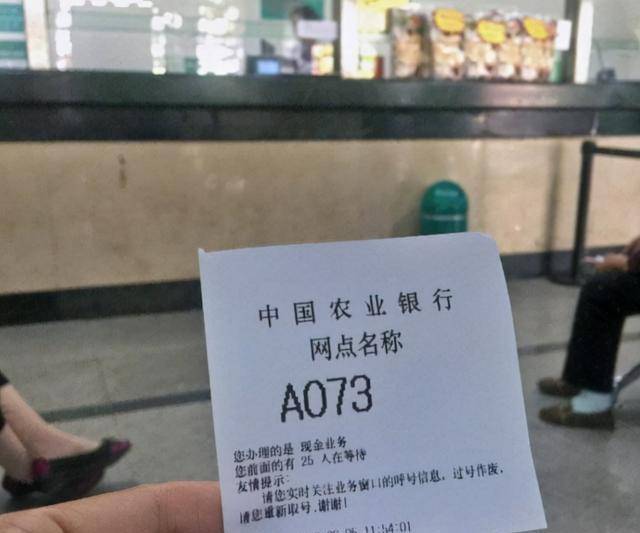 中国农业银行
网点名称
A073
您办理的是 现金业务
您前面的有 25 人在等待
友情提示:
请您实时关注业务窗口的呼号信息, 过号作废,
请您重新取号,谢谢!
11:54:01